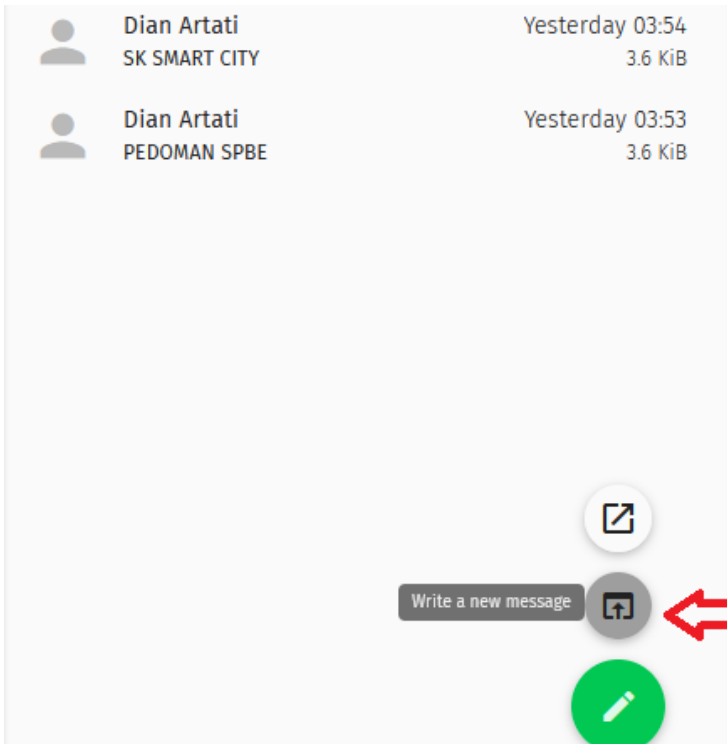 Dian Artati Yesterday 03:54
SK SMART CITY 3.6 KiB
Dian Artati Yesterday 03:53
PEDOMAN SPBE 3.6 KiB
Write a new message